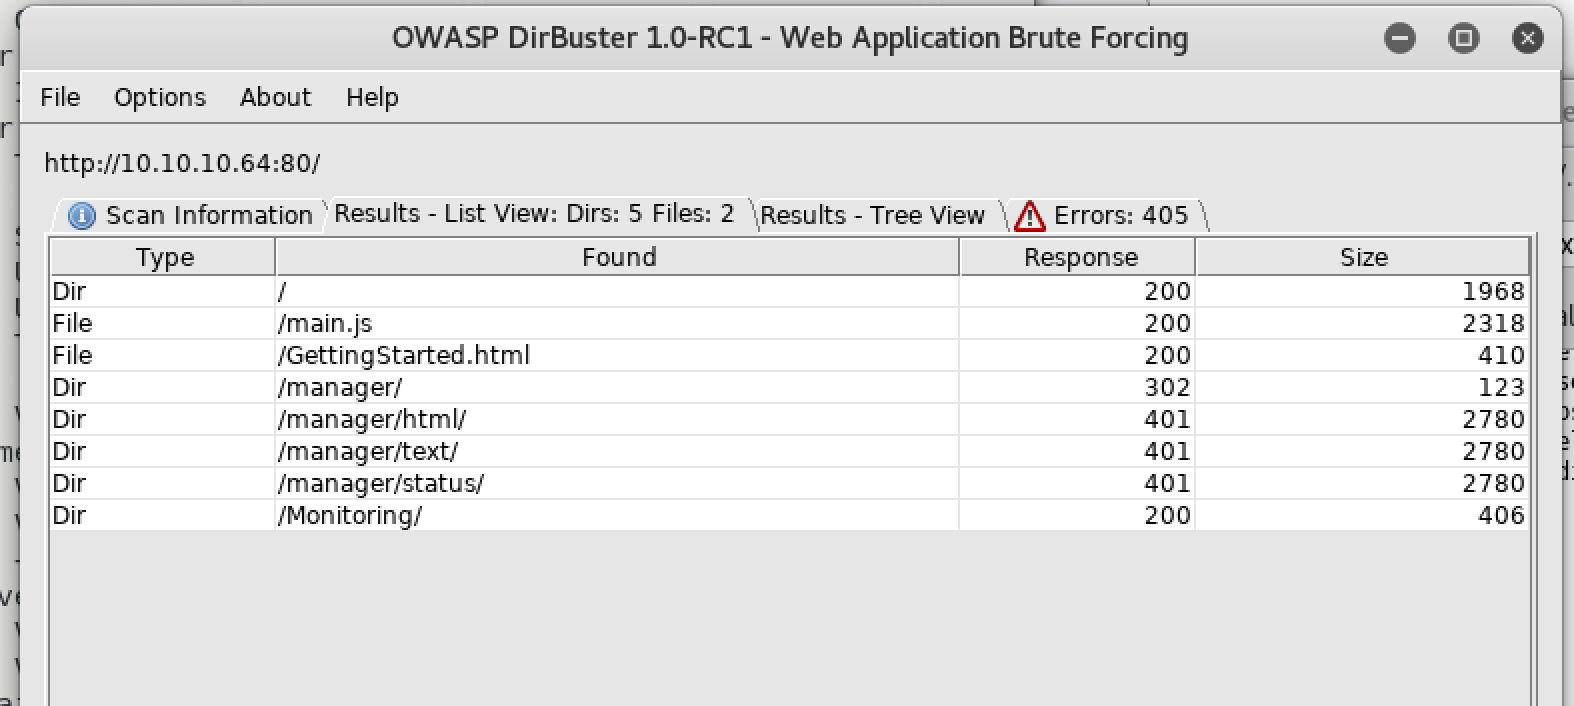 OWASP DirBuster 1.0-RC1 - Web Application Brute Forcing
File Options About Help
http://10.10.10.64:80/
Scan Information Results - List View: Dirs: 5 Files: 2 Results - Tree View Errors: 405
Type Found Response Size
Dir / 200 1968
File /main.js 200 2318
File /GettingStarted.html 200 410
Dir /manager/ 302 123
Dir /manager/html/ 401 2780
Dir /manager/text/ 401 2780
Dir /manager/status/ 401 2780
Dir /Monitoring/ 200 406